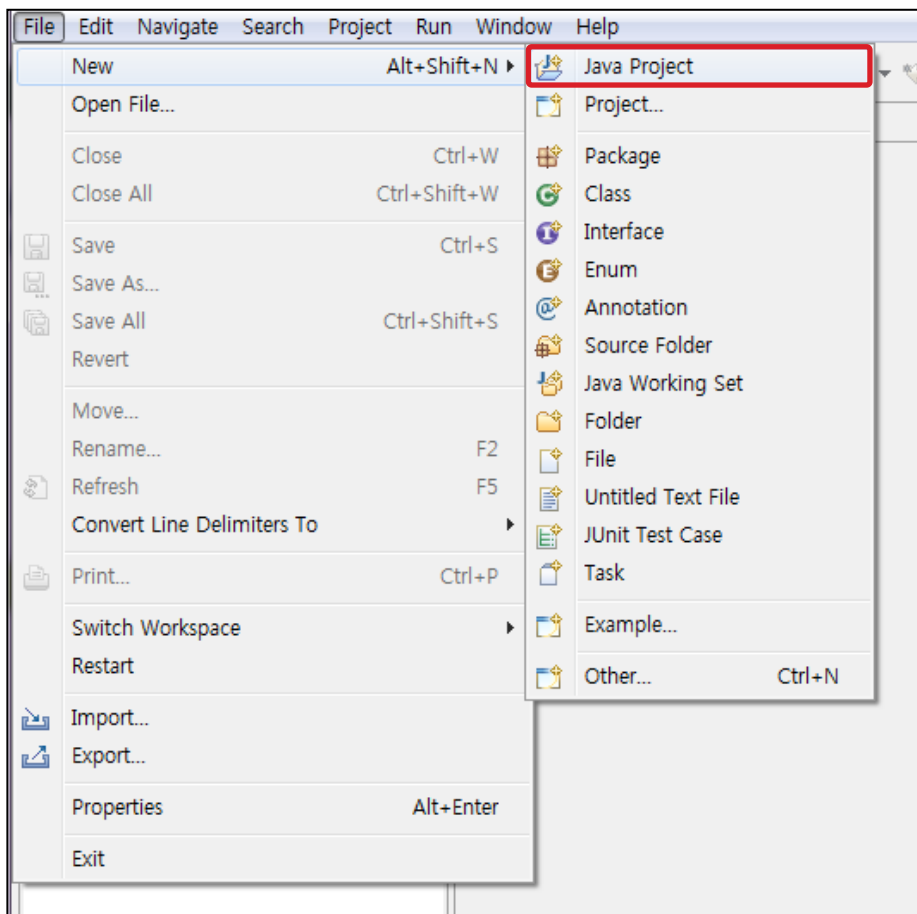 File Edit Navigate Search Project Run Window Help
New Alt+Shift+N
Open File...
Close Ctrl+W
Close All Ctrl+Shift+W
Save Ctrl+S
Save As...
Save All Ctrl+Shift+S
Revert
Move...
Rename... F2
Refresh F5
Convert Line Delimiters To
Print... Ctrl+P
Switch Workspace
Restart
Import...
Export...
Properties Alt+Enter
Exit
Java Project
Project...
Package
Class
Interface
Enum
Annotation
Source Folder
Java Working Set
Folder
File
Untitled Text File
JUnit Test Case
Task
Example...
Other... Ctrl+N